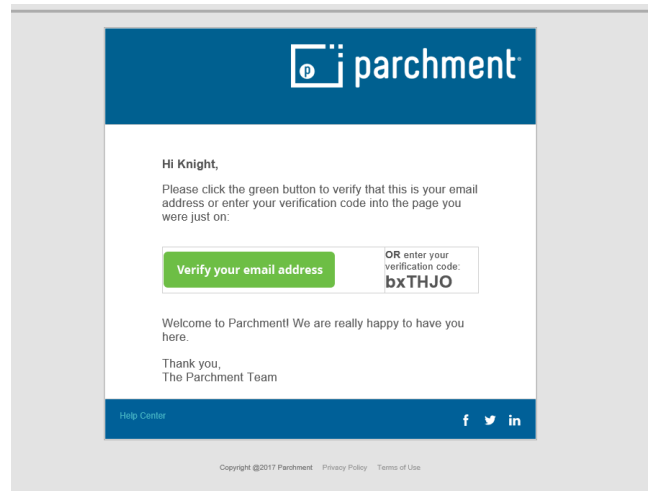 parchment
Hi Knight,
Please click the green button to verify that this is your email
address or enter your verification code into the page you
were just on:
Verify your email address
OR enter your
verification code:
bxTHJO
Welcome to Parchment! We are really happy to have you
here.
Thank you,
The Parchment Team
Help Center
Copyright @2017 Parchment Privacy Policy Terms of Use